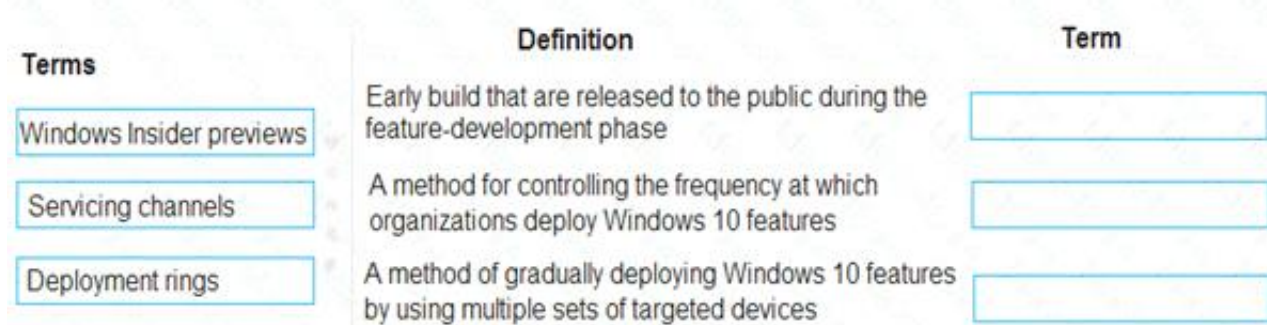 Terms
Definition
Term
Windows Insider previews
Early build that are released to the public during the
feature-development phase
Servicing channels
A method for controlling the frequency at which
organizations deploy Windows 10 features
Deployment rings
A method of gradually deploying Windows 10 features
by using multiple sets of targeted devices